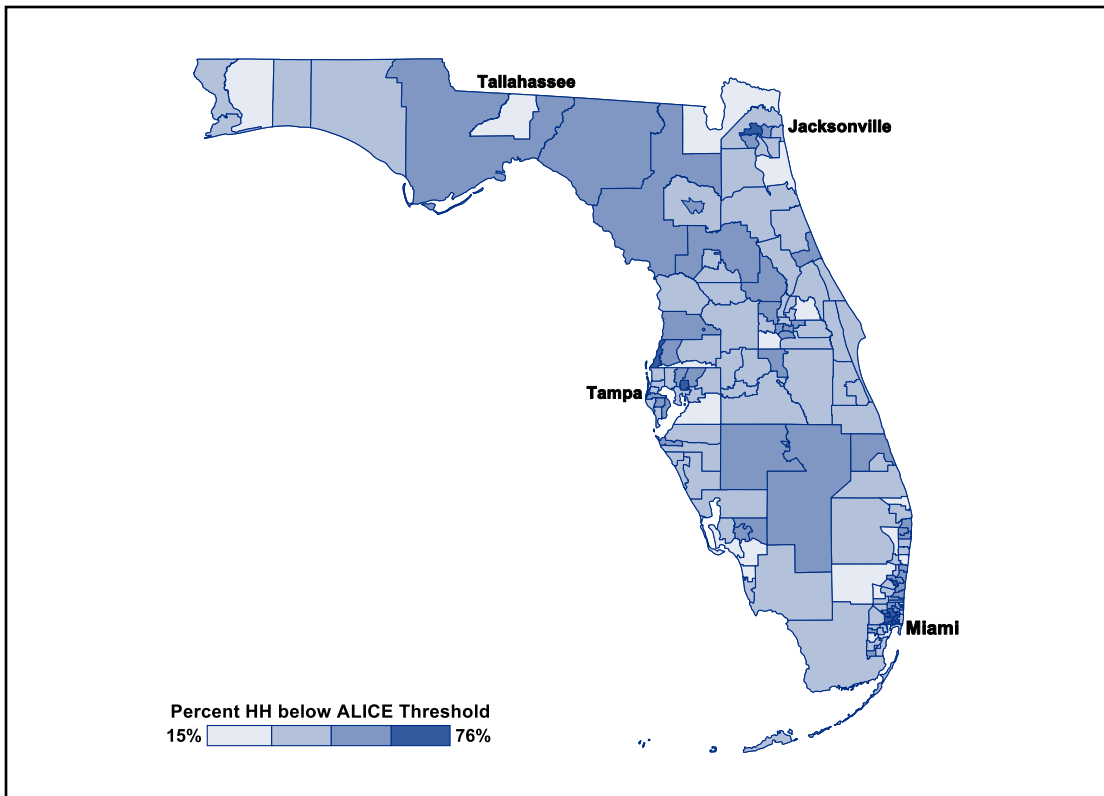 Tallahassee
Jacksonville
Tampa
Miami
Percent HH below ALICE Threshold
15% 76%